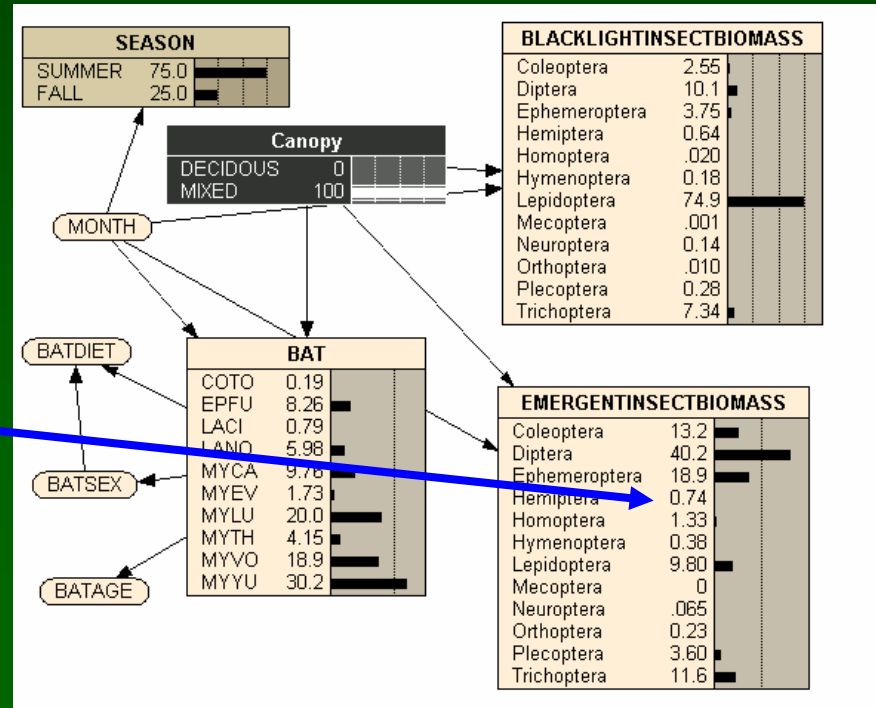 SEASON
SUMMER 75.0
FALL 25.0
Canopy
DECIDOUS 0
MIXED 100
MONTH
BLACKLIGHTINSECTBIOMASS
Coleoptera 2.55
Diptera 10.1
Ephemeroptera 3.75
Hemiptera 0.64
Homoptera .020
Hymenoptera 0.18
Lepidoptera 74.9
Mecoptera .001
Neuroptera 0.14
Orthoptera .010
Plecoptera 0.28
Trichoptera 7.34
BATDIET
BATSEX
BATAGE
BAT
COTO 0.19
EPFU 8.26
LACI 0.79
LANO 5.98
MYCA 9.76
MYEV 1.73
MYLU 20.0
MYTH 4.15
MYVO 18.9
MYYU 30.2
EMERGENTINSECTBIOMASS
Coleoptera 13.2
Diptera 40.2
Ephemeroptera 18.9
Hemiptera 0.74
Homoptera 1.33
Hymenoptera 0.38
Lepidoptera 9.80
Mecoptera 0
Neuroptera .065
Orthoptera 0.23
Plecoptera 3.60
Trichoptera 11.6